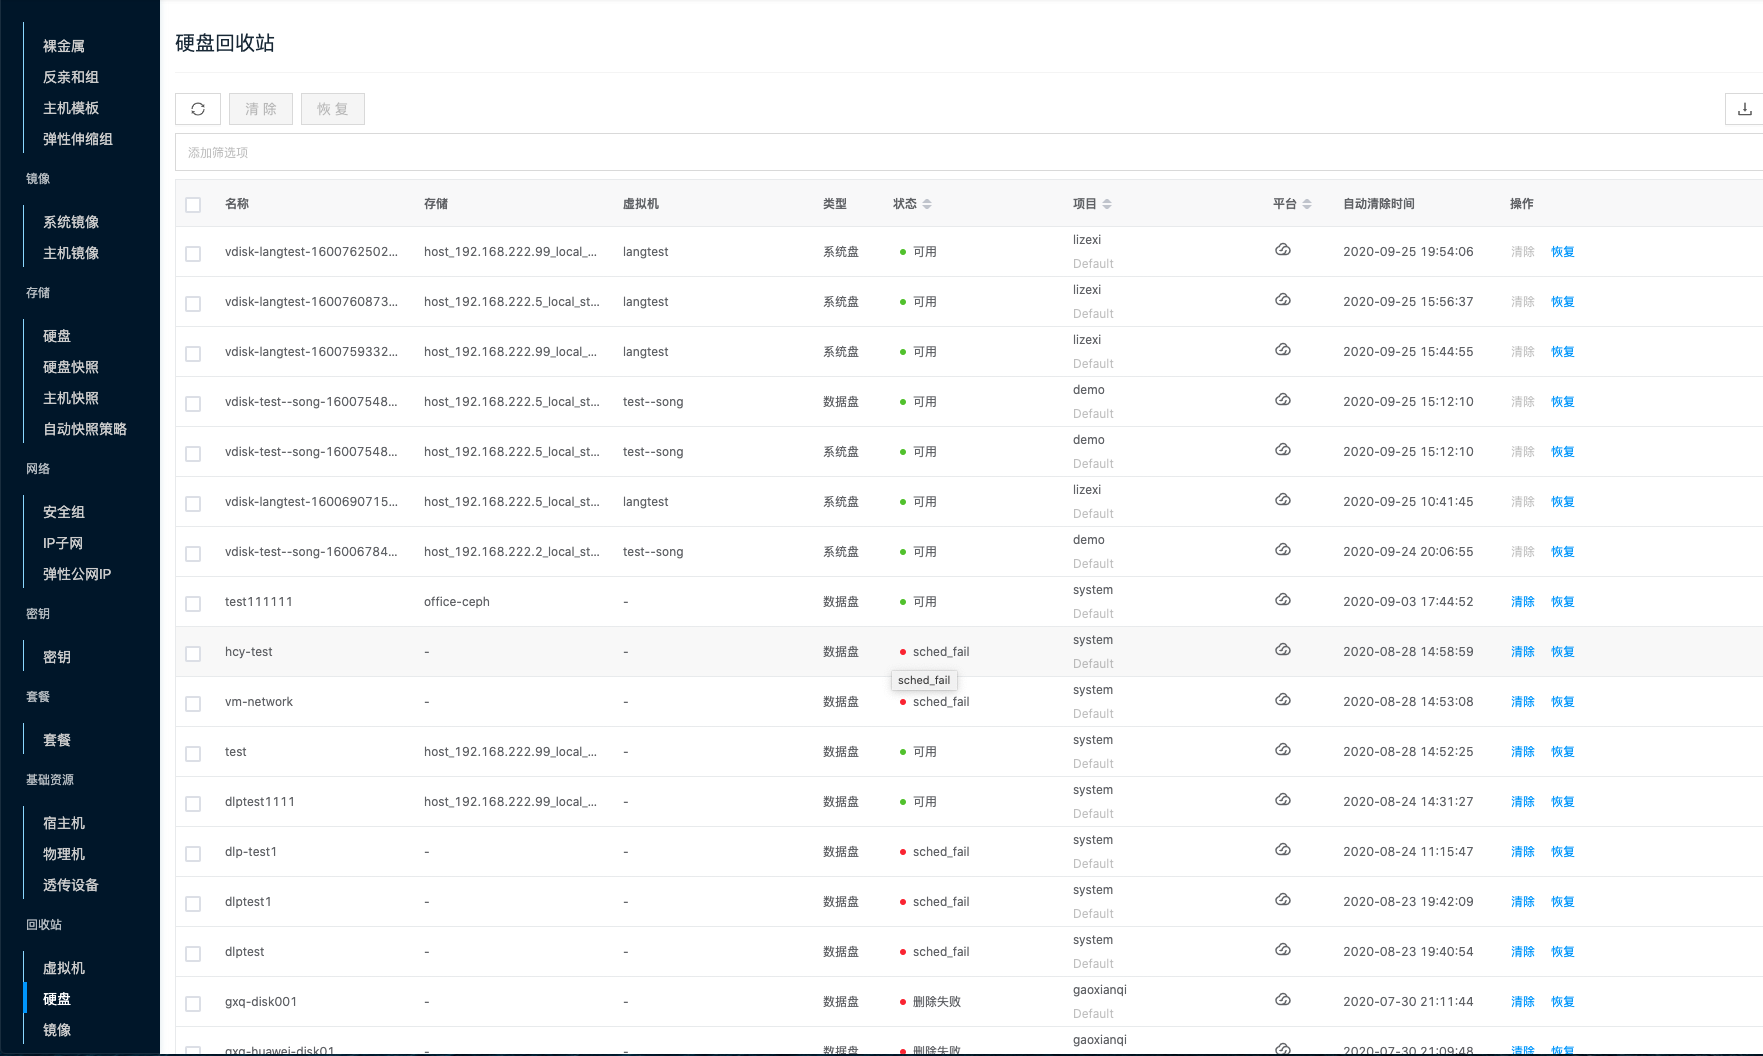 裸金属
反亲和组
主机模板
弹性伸缩组
镜像
系统镜像
主机镜像
存储
硬盘
硬盘快照
主机快照
自动快照策略
网络
安全组
IP子网
弹性公网IP
密钥
密钥
套餐
套餐
基础资源
宿主机
物理机
透传设备
回收站
虚拟机
硬盘
镜像
硬盘回收站
清 除 恢 复
添加筛选项
名称 存储 虚拟机 类型 状态 项目 平台 自动清除时间 操作
vdisk-langtest-1600762502... host_192.168.222.99_local_... langtest 系统盘 可用 lizexi 2020-09-25 19:54:06 清除 恢复
Default
vdisk-langtest-1600760873... host_192.168.222.5_local_st... langtest 系统盘 可用 lizexi 2020-09-25 15:56:37 清除 恢复
Default
vdisk-langtest-1600759332... host_192.168.222.99_local_... langtest 系统盘 可用 lizexi 2020-09-25 15:44:55 清除 恢复
Default
vdisk-test--song-16007548... host_192.168.222.5_local_st... test--song 数据盘 可用 demo 2020-09-25 15:12:10 清除 恢复
Default
vdisk-test--song-16007548... host_192.168.222.5_local_st... test--song 系统盘 可用 demo 2020-09-25 15:12:10 清除 恢复
Default
vdisk-langtest-1600690715... host_192.168.222.5_local_st... langtest 系统盘 可用 lizexi 2020-09-25 10:41:45 清除 恢复
Default
vdisk-test--song-16006784... host_192.168.222.2_local_st... test--song 系统盘 可用 demo 2020-09-24 20:06:55 清除 恢复
Default
test111111 office-ceph - 数据盘 可用 system 2020-09-03 17:44:52 清除 恢复
Default
hcy-test - - 数据盘 sched_fail system 2020-08-28 14:58:59 清除 恢复
Default
sched_fail
vm-network - - 数据盘 sched_fail system 2020-08-28 14:53:08 清除 恢复
Default
test host_192.168.222.99_local_... - 数据盘 可用 system 2020-08-28 14:52:25 清除 恢复
Default
dlptest1111 host_192.168.222.99_local_... - 数据盘 可用 system 2020-08-24 14:31:27 清除 恢复
Default
dlp-test1 - - 数据盘 sched_fail system 2020-08-24 11:15:47 清除 恢复
Default
dlptest1 - - 数据盘 sched_fail system 2020-08-23 19:42:09 清除 恢复
Default
dlptest - - 数据盘 sched_fail system 2020-08-23 19:40:54 清除 恢复
Default
gxq-disk001 - - 数据盘 删除失败 gaoxianqi 2020-07-30 21:11:44 清除 恢复
Default
gxq-huawei-disk01 - - 数据盘 删除失败 gaoxianqi 2020-07-30 21:09:48 清除 恢复